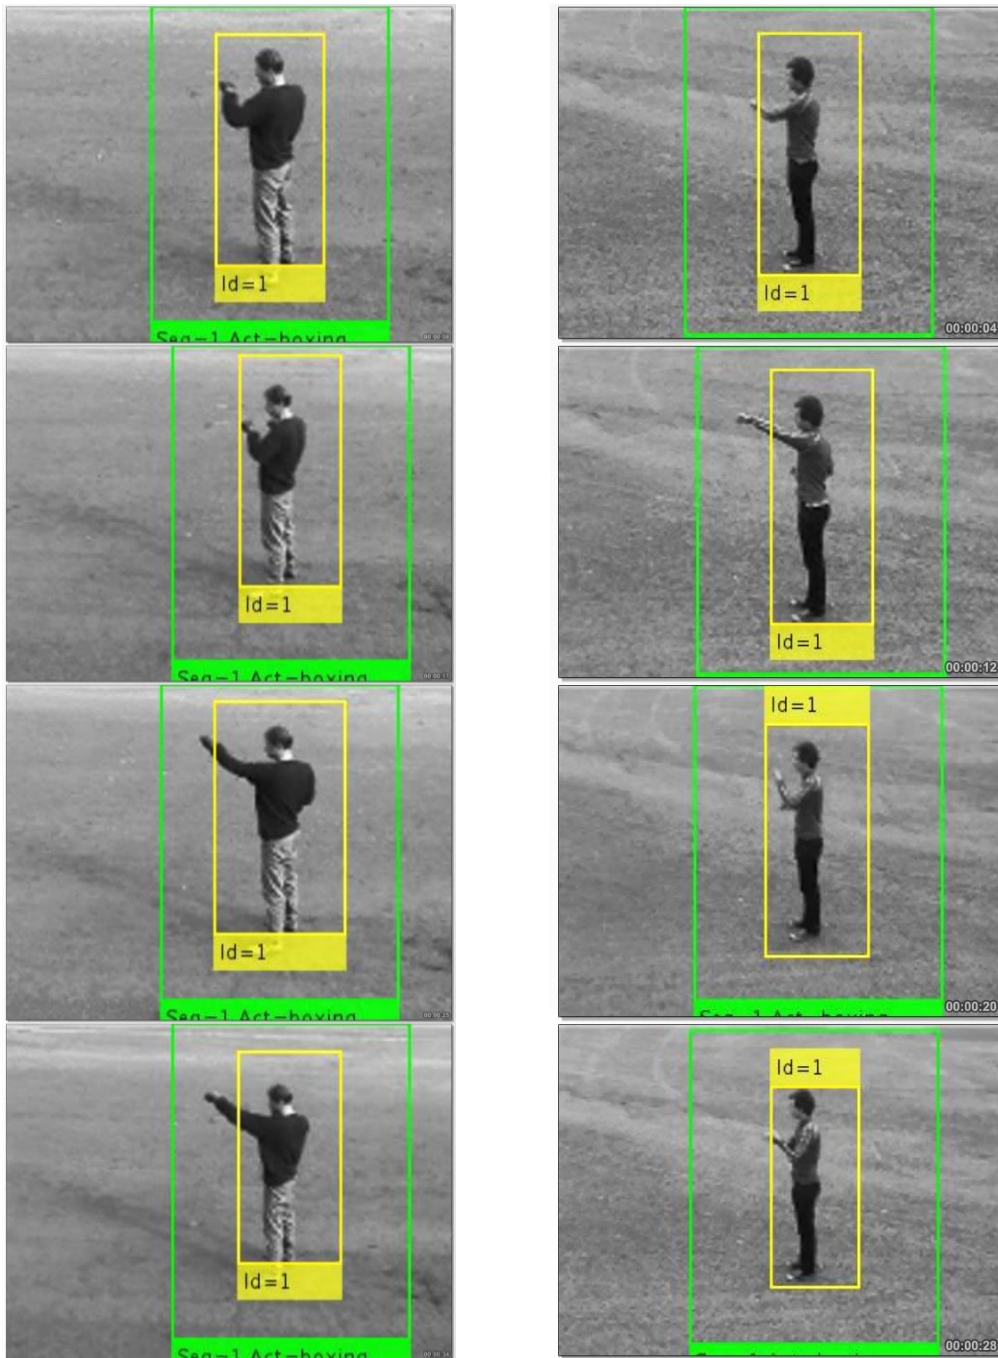 Id=1
Seq-1 Act-boxing
Id=1
00:00:04
Id=1
Seq-1 Act-boxing
Id=1
00:00:12
Id=1
Seq-1 Act-boxing
Id=1
00:00:20
Id=1
Seq-1 Act-boxing
Id=1
00:00:28